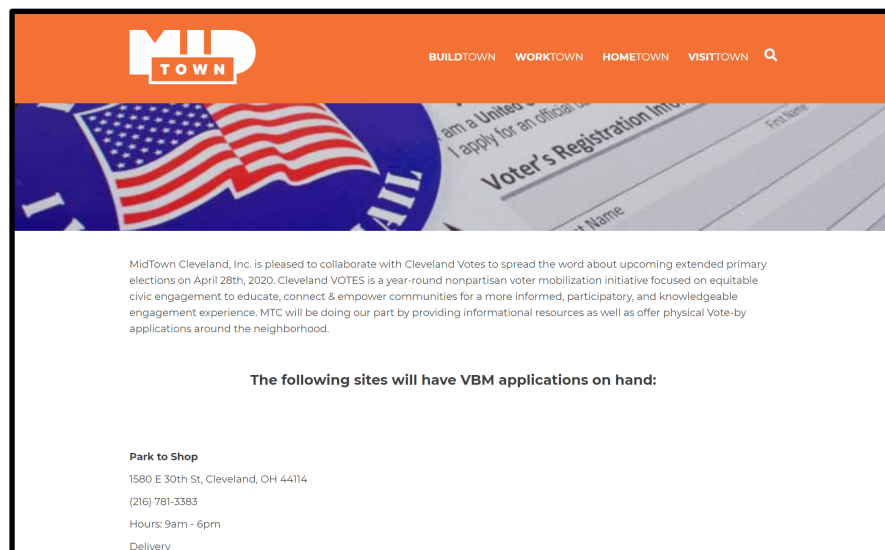 MID
TOWN
BUILDTOWN WORKTOWN HOMETOWN VISITTOWN
am a United
I apply for an official
Voter's Registration
First Name
Name
MAIL
MidTown Cleveland, Inc. is pleased to collaborate with Cleveland Votes to spread the word about upcoming extended primary
elections on April 28th, 2020. Cleveland VOTES is a year-round nonpartisan voter mobilization initiative focused on equitable
civic engagement to educate, connect & empower communities for a more informed, participatory, and knowledgeable
engagement experience. MTC will be doing our part by providing informational resources as well as offer physical Vote-by
applications around the neighborhood.
The following sites will have VBM applications on hand:
Park to Shop
1580 E 30th St, Cleveland, OH 44114
(216) 781-3383
Hours: 9am - 6pm
Delivery